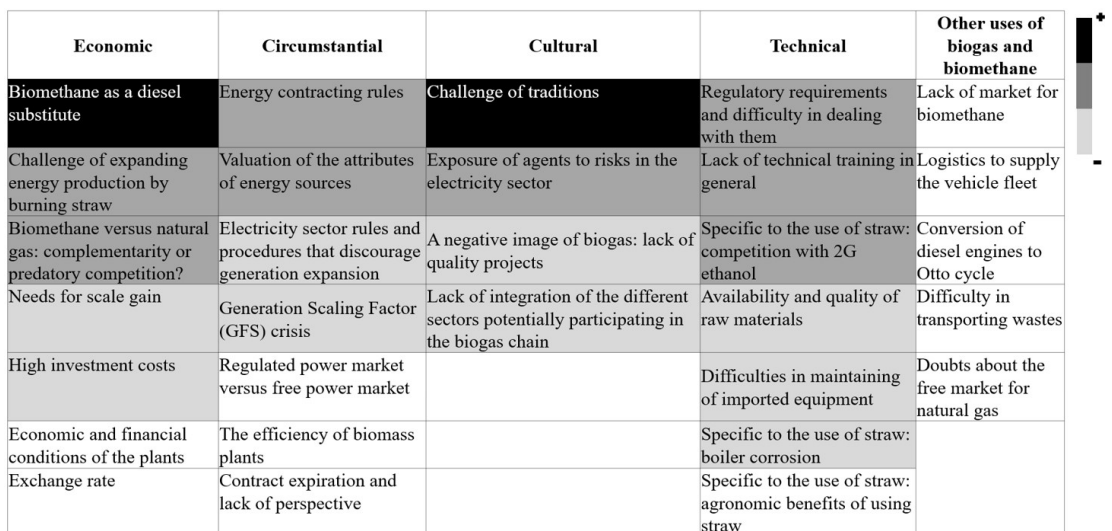 Economic
Circumstantial
Cultural
Technical
Other uses of
biogas and
biomethane
Biomethane as a diesel
substitute
Energy contracting rules
Challenge of traditions
Regulatory requirements
and difficulty in dealing
with them
Lack of market for
biomethane
Challenge of expanding
energy production by
burning straw
Valuation of the attributes
of energy sources
Exposure of agents to risks in the
electricity sector
Lack of technical training in
general
Logistics to supply
the vehicle fleet
Biomethane versus natural
gas: complementarity or
predatory competition?
Electricity sector rules and
procedures that discourage
generation expansion
A negative image of biogas: lack of
quality projects
Specific to the use of straw:
competition with 2G
ethanol
Conversion of
diesel engines to
Otto cycle
Needs for scale gain
Generation Scaling Factor
(GFS) crisis
Lack of integration of the different
sectors potentially participating in
the biogas chain
Availability and quality of
raw materials
Difficulty in
transporting wastes
High investment costs
Regulated power market
versus free power market
Difficulties in maintaining
of imported equipment
Doubts about the
free market for
natural gas
Economic and financial
conditions of the plants
The efficiency of biomass
plants
Specific to the use of straw:
boiler corrosion
Exchange rate
Contract expiration and
lack of perspective
Specific to the use of straw:
agronomic benefits of using
straw
+
-